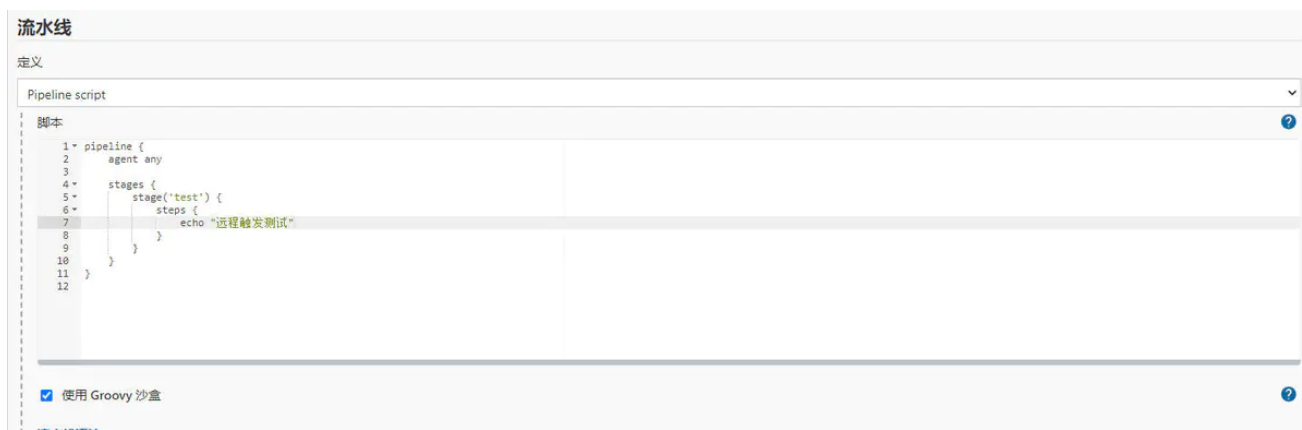 流水线
定义
Pipeline script
脚本
1 pipeline {
2 agent any
3
4 stages {
5 stage('test') {
6 steps {
7 echo "远程触发测试"
8 }
9 }
10 }
11 }
12
使用 Groovy 沙盒